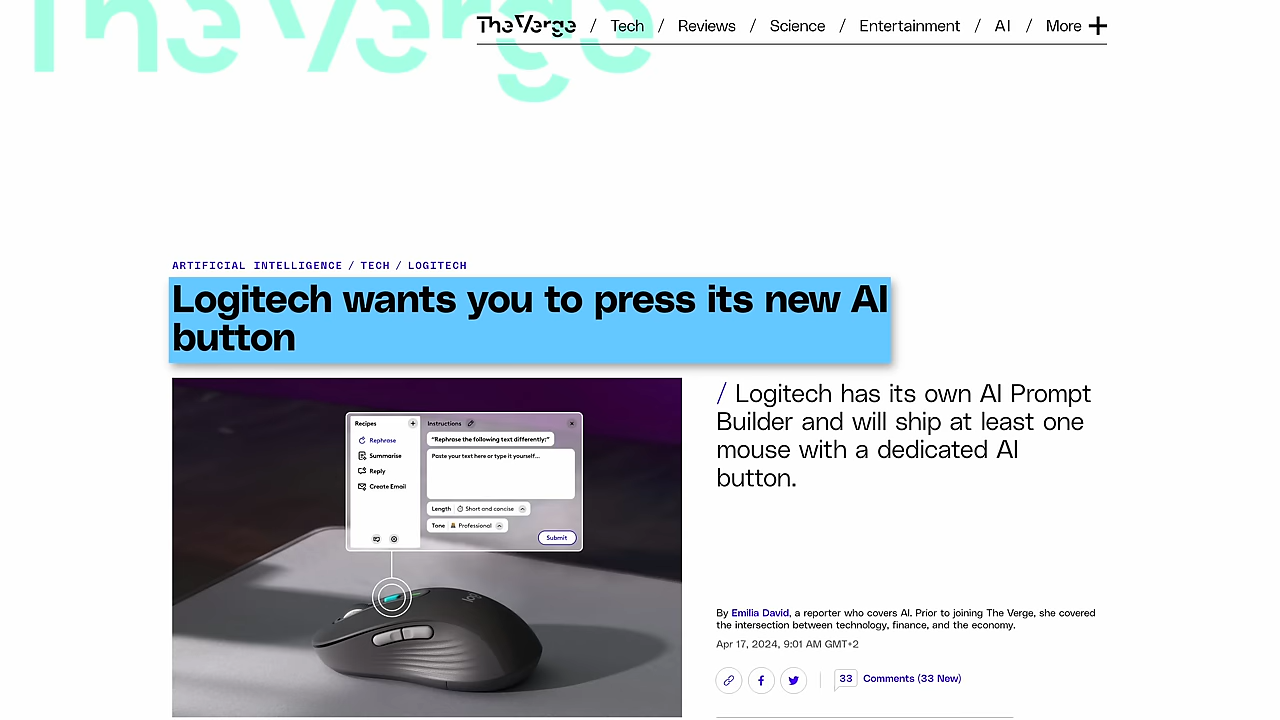 TheVerge
TheVerge / Tech / Reviews / Science / Entertainment / AI / More +
ARTIFICIAL INTELLIGENCE / TECH / LOGITECH
Logitech wants you to press its new AI
button
Recipes
Rephrase
Summarise
Reply
Create Email
Instructions
"Rephrase the following text differently:"
Paste your text here or type it yourself...
Length Short and concise
Tone Professional
Submit
logi
/ Logitech has its own AI Prompt
Builder and will ship at least one
mouse with a dedicated AI
button.
By Emilia David, a reporter who covers AI. Prior to joining The Verge, she covered
the intersection between technology, finance, and the economy.
Apr 17, 2024, 9:01 AM GMT+2
33 Comments (33 New)